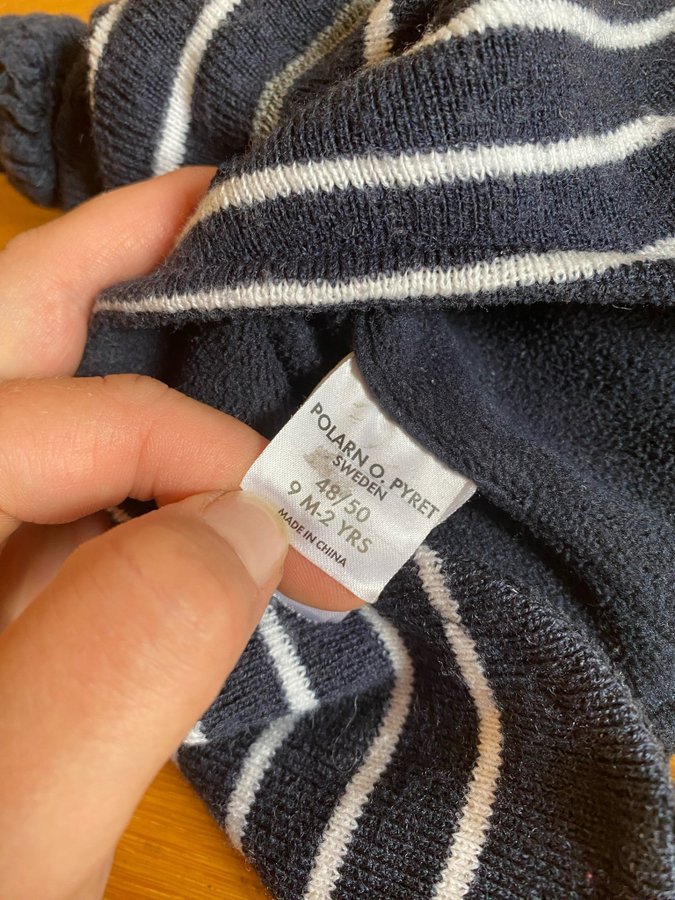 POLARN O. PYRET
SWEDEN
48/50
9 M-2 YRS
MADE IN CHINA